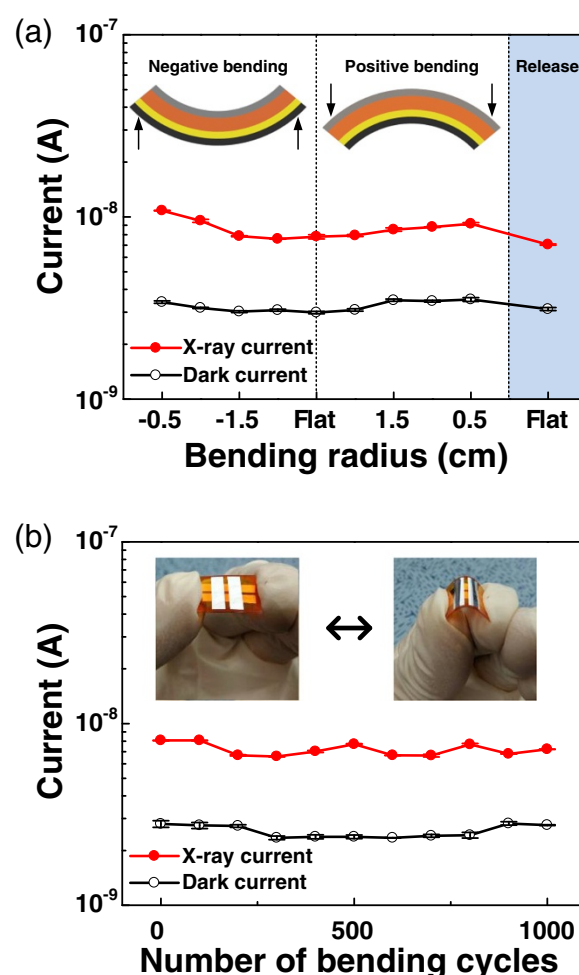 (a)
10⁻⁷
Negative bending
Positive bending
Release
Current (A)
10⁻⁸
X-ray current
Dark current
10⁻⁹
-0.5 -1.5 Flat 1.5 0.5 Flat
Bending radius (cm)
(b)
10⁻⁷
Current (A)
10⁻⁸
X-ray current
Dark current
10⁻⁹
0 500 1000
Number of bending cycles